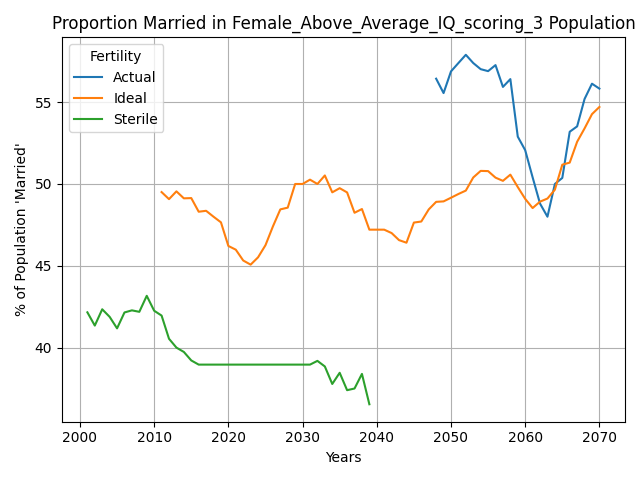 Proportion Married in Female_Above_Average_IQ_scoring_3 Population
Fertility
Actual
Ideal
Sterile
% of Population 'Married'
55
50
45
40
2000 2010 2020 2030 2040 2050 2060 2070
Years